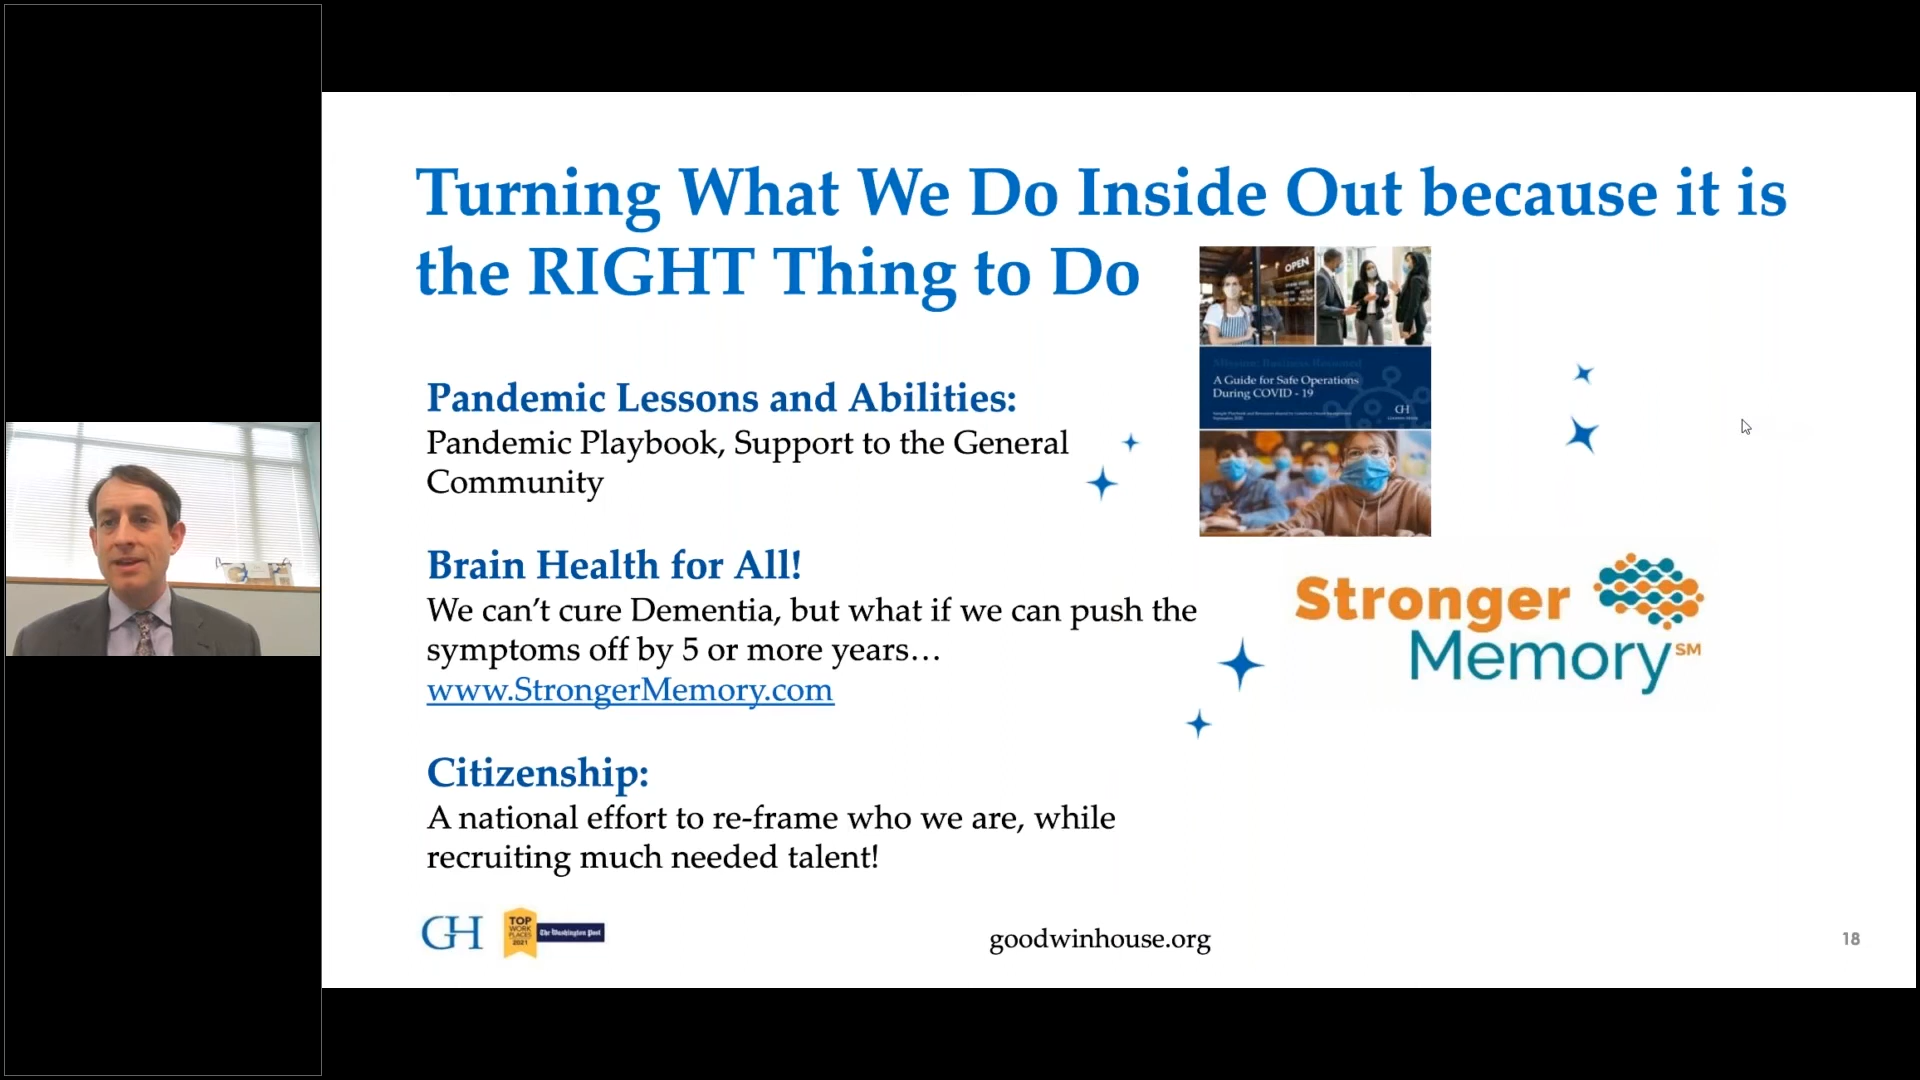 Turning What We Do Inside Out because it is
the RIGHT Thing to Do
OPEN
A Guide for Safe Operations
During COVID - 19
GH
Pandemic Lessons and Abilities:
Pandemic Playbook, Support to the General
Community
Brain Health for All!
We can’t cure Dementia, but what if we can push the
symptoms off by 5 or more years…
www.StrongerMemory.com
Stronger
Memory SM
Citizenship:
A national effort to re-frame who we are, while
recruiting much needed talent!
GH
TOP
WORK
PLACES
2021
The Washington Post
goodwinhouse.org
18